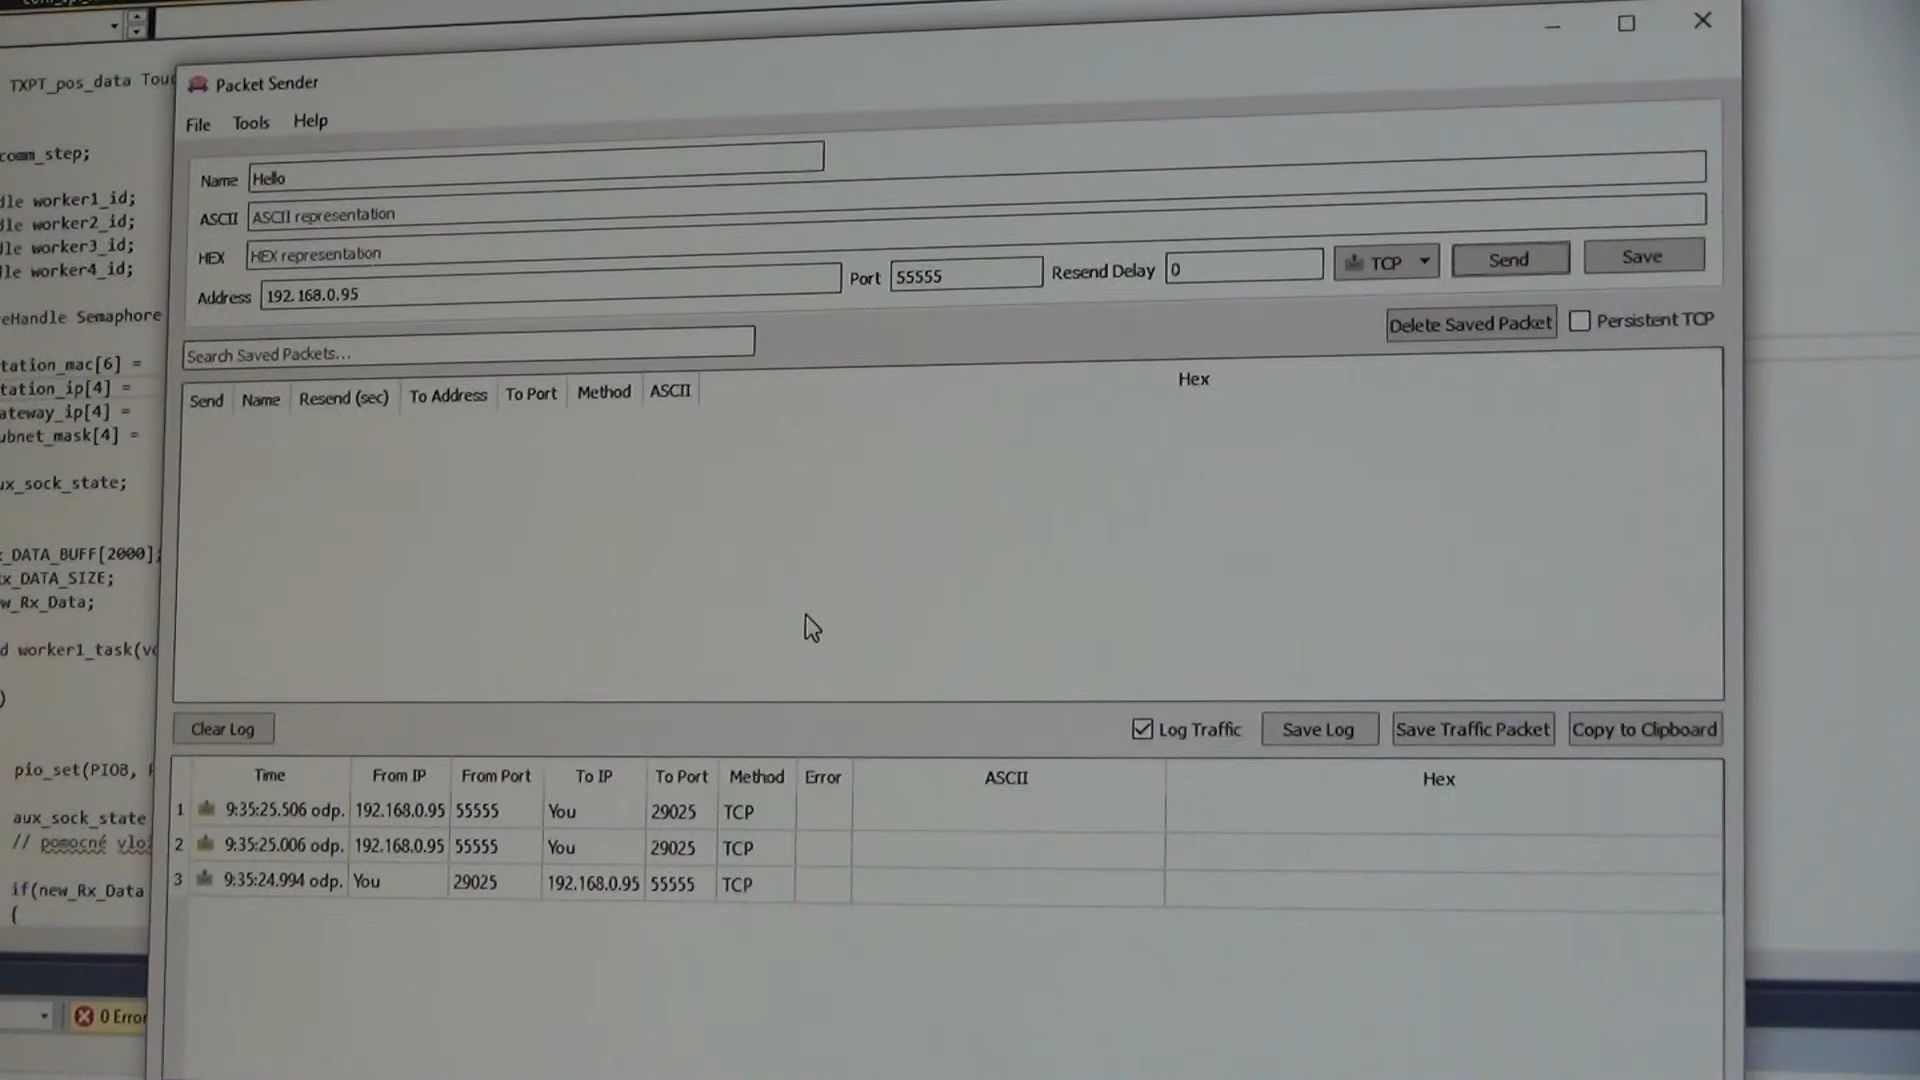 TXPT_pos_data
Packet Sender
File Tools Help
comm_step;
Name Hello
worker1_id;
ASCII ASCII representation
worker2_id;
HEX HEX representation
worker3_id;
Address 192.168.0.95 Port 55555 Resend Delay 0 TCP Send Save
worker4_id;
Semaphore
Delete Saved Packet Persistent TCP
Search Saved Packets...
tation_mac[6] =
tation_ip[4] =
ateway_ip[4] =
ubnet_mask[4] =
Send Name Resend (sec) To Address To Port Method ASCII Hex
ux_sock_state;
_DATA_BUFF[2000];
x_DATA_SIZE;
w_Rx_Data;
d worker1_task(vo
)
Clear Log Log Traffic Save Log Save Traffic Packet Copy to Clipboard
pio_set(PIOB,
Time From IP From Port To IP To Port Method Error ASCII Hex
1 9:35:25.506 odp. 192.168.0.95 55555 You 29025 TCP
2 9:35:25.006 odp. 192.168.0.95 55555 You 29025 TCP
3 9:35:24.994 odp. You 29025 192.168.0.95 55555 TCP
aux_sock_state
// pomocné
if(new_Rx_Data
{
0 Error